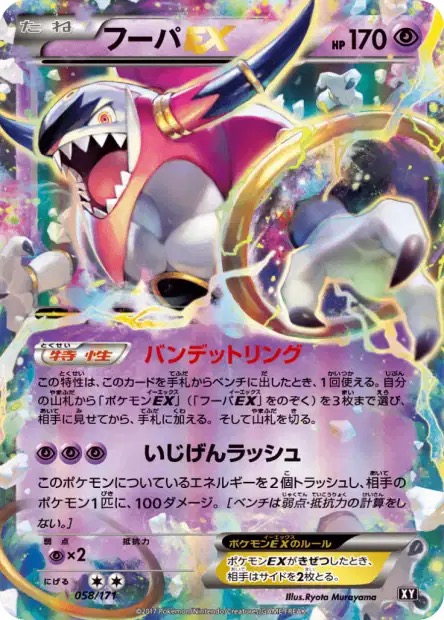 たね フーパEX HP170
とくせい
特性 バンデットリング
この特性は、このカードを手札からベンチに出したとき、1回使える。自分
の山札から「ポケモンEX」(「フーパEX」をのぞく)を3枚まで選び、
相手に見せてから、手札に加える。そして山札を切る。
いじげんラッシュ
このポケモンについているエネルギーを2個トラッシュし、相手の
ポケモン1匹に、100ダメージ。[ベンチは弱点・抵抗力の計算をし
ない。]
弱点 抵抗力
×2
にげる
058/171
ポケモンEXのルール
ポケモンEXがきぜつしたとき、
相手はサイドを2枚とる。
Illus.Ryota Murayama
XY
©2017 Pokémon/Nintendo/Creatures/GAME FREAK.